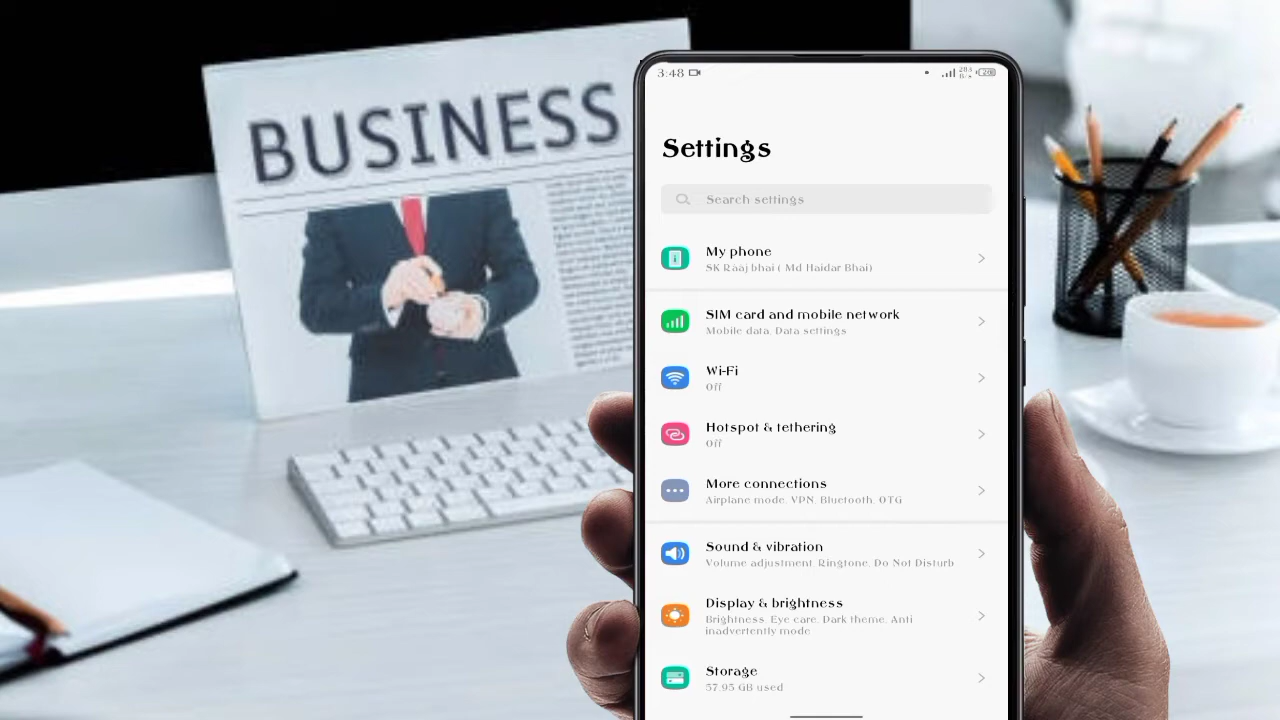 BUSINESS
3:48
Settings
Search settings
My phone
SK Raaj bhai ( Md Haidar Bhai)
SIM card and mobile network
Mobile data, Data settings
Wi-Fi
Off
Hotspot & tethering
Off
More connections
Airplane mode, VPN, Bluetooth, OTG
Sound & vibration
Volume adjustment, Ringtone, Do Not Disturb
Display & brightness
Brightness, Eye care, Dark theme, Anti
inadvertently mode
Storage
57.95 GB used